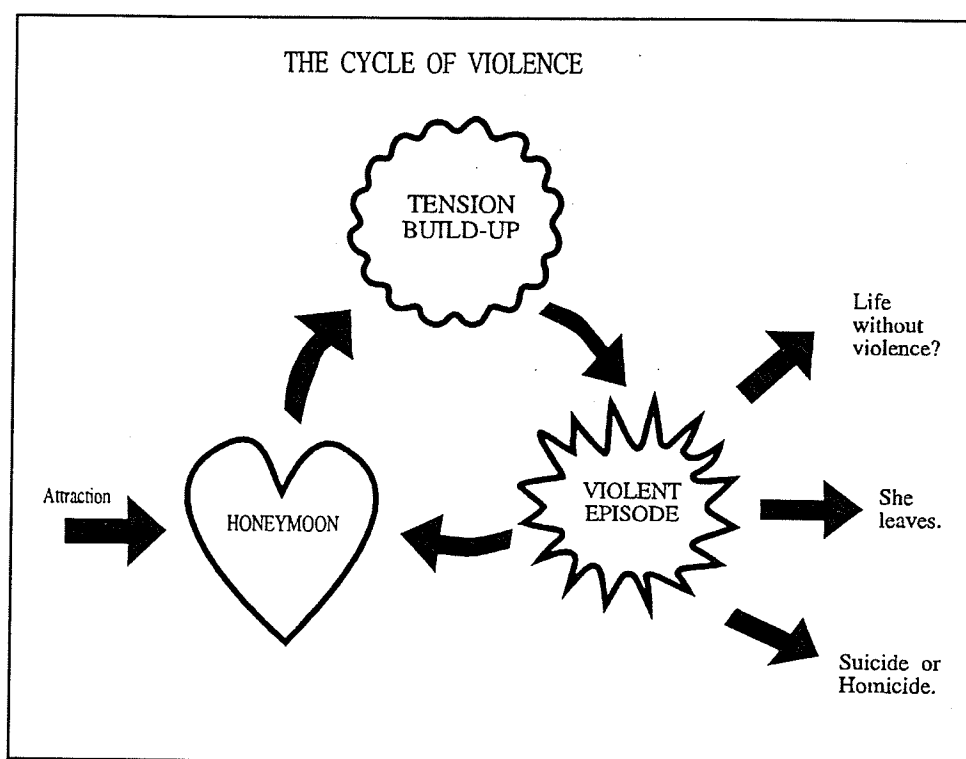 THE CYCLE OF VIOLENCE
TENSION
BUILD-UP
Life
without
violence?
Attraction
HONEYMOON
VIOLENT
EPISODE
She
leaves.
Suicide or
Homicide.